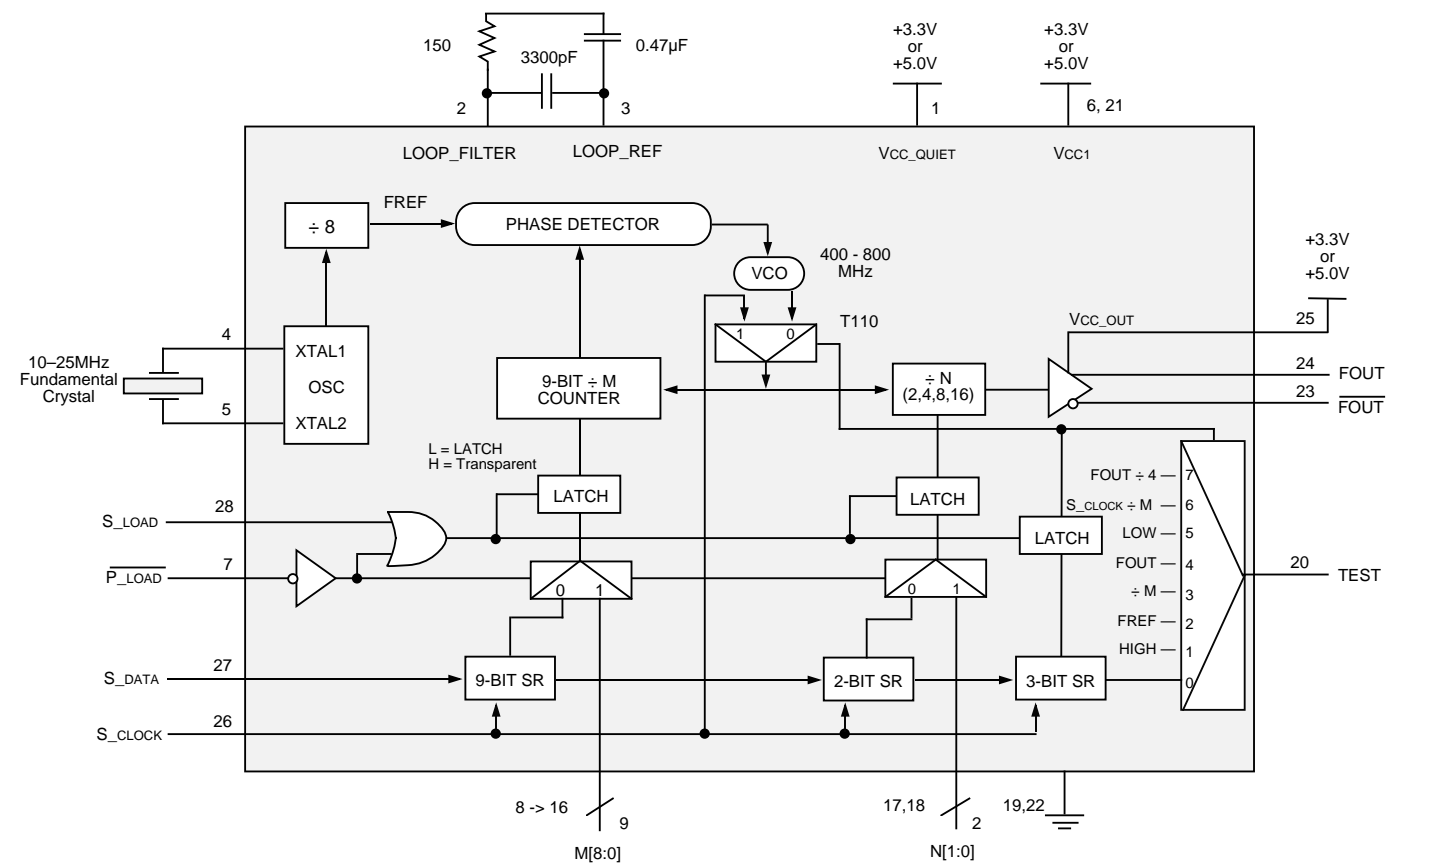 150
3300pF
0.47µF
2
3
+3.3V
or
+5.0V
1
+3.3V
or
+5.0V
6, 21
LOOP_FILTER
LOOP_REF
VCC_QUIET
VCC1
÷ 8
FREF
PHASE DETECTOR
VCO
400 - 800
MHz
1
0
T110
+3.3V
or
+5.0V
VCC_OUT
25
24
FOUT
23
FOUT
10–25MHz
Fundamental
Crystal
4
5
XTAL1
OSC
XTAL2
9-BIT ÷ M
COUNTER
÷ N
(2,4,8,16)
L = LATCH
H = Transparent
LATCH
LATCH
LATCH
S_LOAD
28
P_LOAD
7
0
1
0
1
FOUT ÷ 4 — 7
S_CLOCK ÷ M — 6
LOW — 5
FOUT — 4
÷ M — 3
FREF — 2
HIGH — 1
0
20
TEST
S_DATA
27
9-BIT SR
2-BIT SR
3-BIT SR
S_CLOCK
26
8 -> 16
9
M[8:0]
17,18
2
N[1:0]
19,22